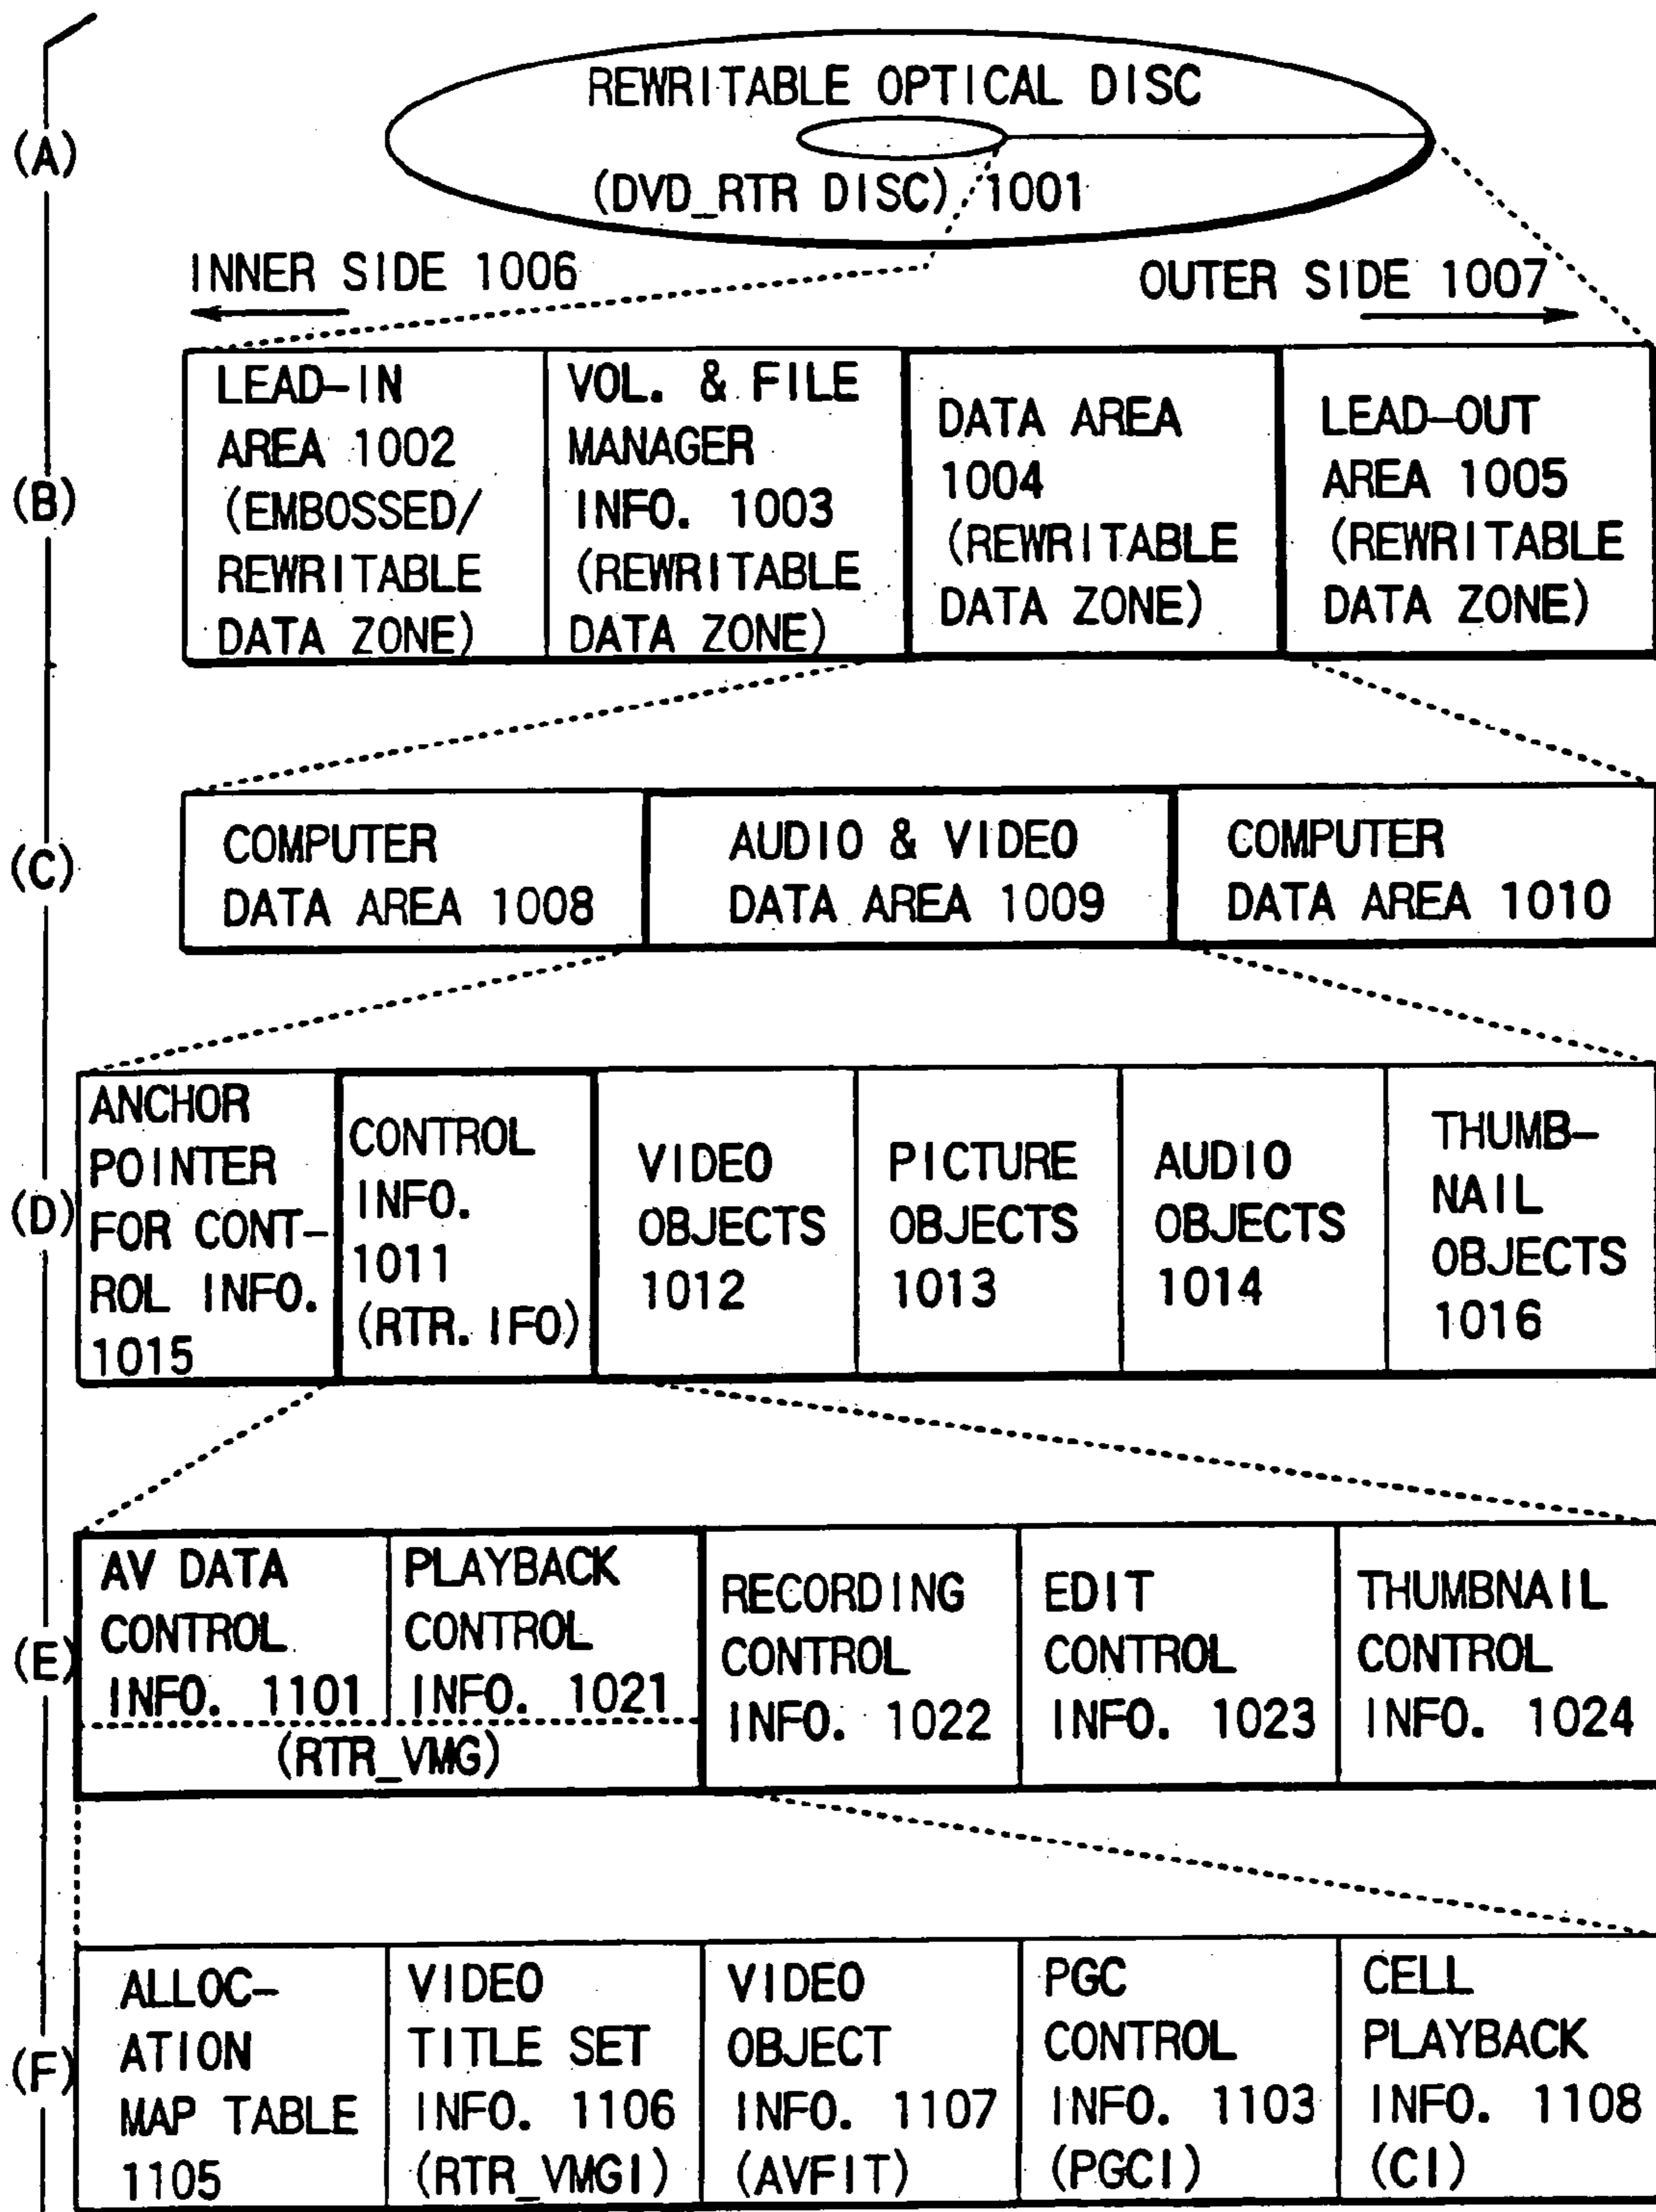 (A)
REWRITABLE OPTICAL DISC
(DVD_RTR DISC) 1001
INNER SIDE 1006
OUTER SIDE 1007
(B)
LEAD-IN
AREA 1002
(EMBOSSED/
REWRITABLE
DATA ZONE)
VOL. & FILE
MANAGER
INFO. 1003
(REWRITABLE
DATA ZONE)
DATA AREA
1004
(REWRITABLE
DATA ZONE)
LEAD-OUT
AREA 1005
(REWRITABLE
DATA ZONE)
(C)
COMPUTER
DATA AREA 1008
AUDIO & VIDEO
DATA AREA 1009
COMPUTER
DATA AREA 1010
(D)
ANCHOR
POINTER
FOR CONT-
ROL INFO.
1015
CONTROL
INFO.
1011
(RTR. IFO)
VIDEO
OBJECTS
1012
PICTURE
OBJECTS
1013
AUDIO
OBJECTS
1014
THUMB-
NAIL
OBJECTS
1016
(E)
AV DATA
CONTROL
INFO. 1101
PLAYBACK
CONTROL
INFO. 1021
(RTR_VMG)
RECORDING
CONTROL
INFO. 1022
EDIT
CONTROL
INFO. 1023
THUMBNAIL
CONTROL
INFO. 1024
(F)
ALLOC-
ATION
MAP TABLE
1105
VIDEO
TITLE SET
INFO. 1106
(RTR_VMGI)
VIDEO
OBJECT
INFO. 1107
(AVFIT)
PGC
CONTROL
INFO. 1103
(PGCI)
CELL
PLAYBACK
INFO. 1108
(CI)